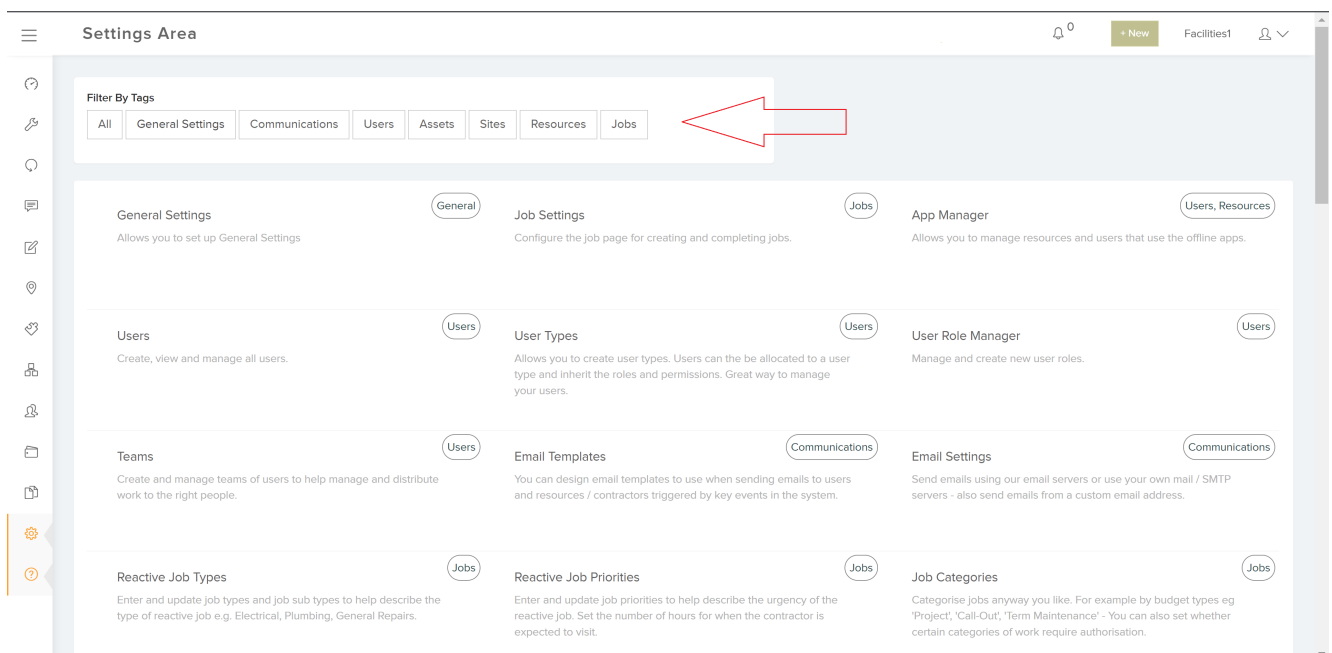 Settings Area
0
+ New
Facilities1
Filter By Tags
All
General Settings
Communications
Users
Assets
Sites
Resources
Jobs
General Settings
General
Allows you to set up General Settings
Job Settings
Jobs
Configure the job page for creating and completing jobs.
App Manager
Users, Resources
Allows you to manage resources and users that use the offline apps.
Users
Users
Create, view and manage all users.
User Types
Users
Allows you to create user types. Users can the be allocated to a user
type and inherit the roles and permissions. Great way to manage
your users.
User Role Manager
Users
Manage and create new user roles.
Teams
Users
Create and manage teams of users to help manage and distribute
work to the right people.
Email Templates
Communications
You can design email templates to use when sending emails to users
and resources / contractors triggered by key events in the system.
Email Settings
Communications
Send emails using our email servers or use your own mail / SMTP
servers - also send emails from a custom email address.
Reactive Job Types
Jobs
Enter and update job types and job sub types to help describe the
type of reactive job e.g. Electrical, Plumbing, General Repairs.
Reactive Job Priorities
Jobs
Enter and update job priorities to help describe the urgency of the
reactive job. Set the number of hours for when the contractor is
expected to visit.
Job Categories
Jobs
Categorise jobs anyway you like. For example by budget types eg
'Project', 'Call-Out', 'Term Maintenance' - You can also set whether
certain categories of work require authorisation.